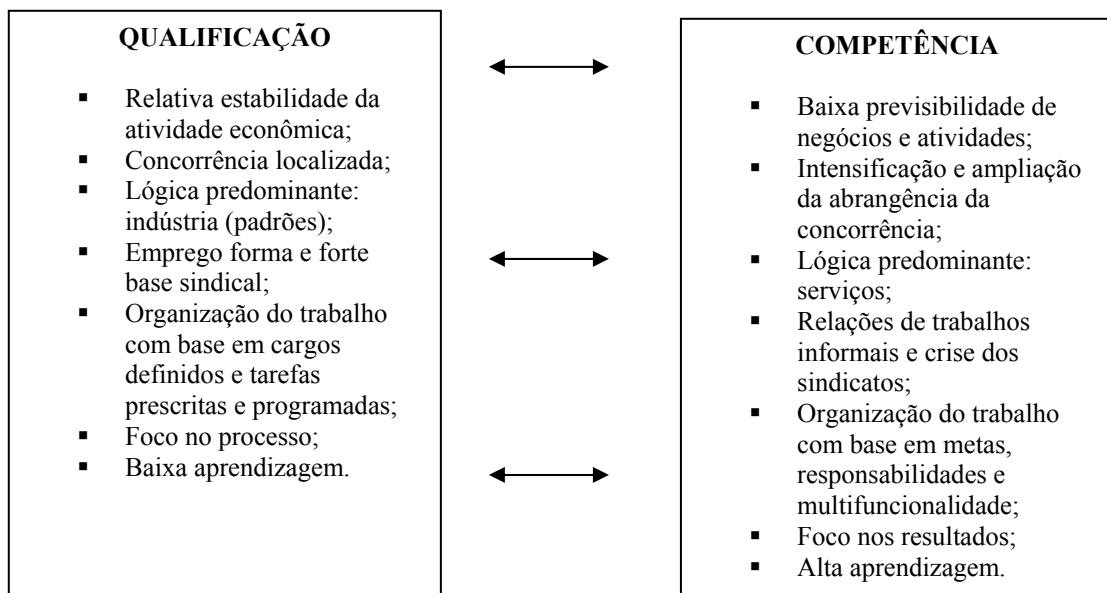 QUALIFICAÇÃO
▪ Relativa estabilidade da
atividade econômica;
▪ Concorrência localizada;
▪ Lógica predominante:
indústria (padrões);
▪ Emprego forma e forte
base sindical;
▪ Organização do trabalho
com base em cargos
definidos e tarefas
prescritas e programadas;
▪ Foco no processo;
▪ Baixa aprendizagem.
COMPETÊNCIA
▪ Baixa previsibilidade de
negócios e atividades;
▪ Intensificação e ampliação
da abrangência da
concorrência;
▪ Lógica predominante:
serviços;
▪ Relações de trabalhos
informais e crise dos
sindicatos;
▪ Organização do trabalho
com base em metas,
responsabilidades e
multifuncionalidade;
▪ Foco nos resultados;
▪ Alta aprendizagem.